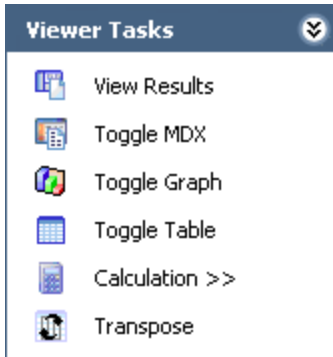 Viewer Tasks
View Results
Toggle MDX
Toggle Graph
Toggle Table
Calculation >>
Transpose